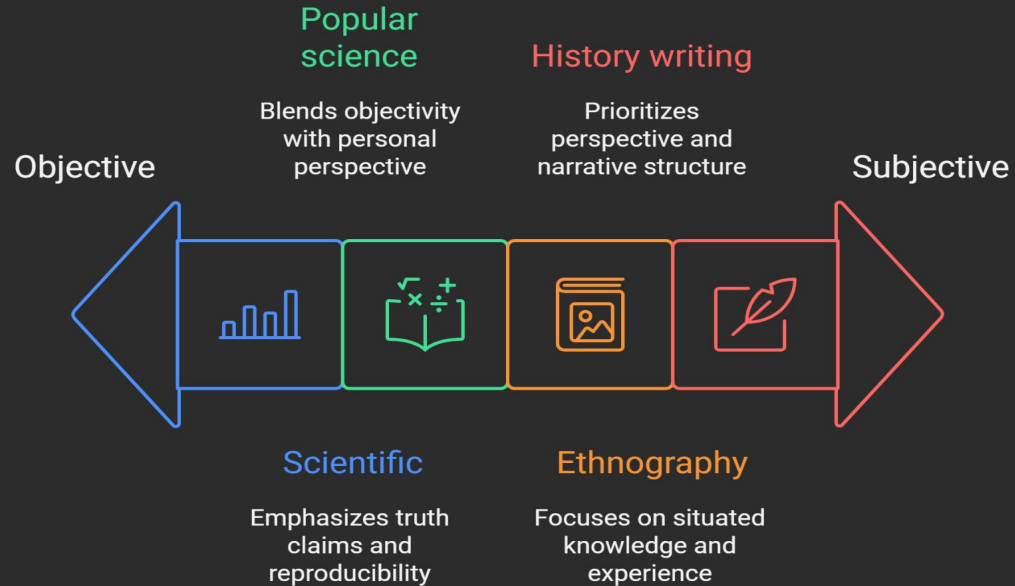 Popular
science
Blends objectivity
with personal
perspective
History writing
Prioritizes
perspective and
narrative structure
Objective
Subjective
Scientific
Emphasizes truth
claims and
reproducibility
Ethnography
Focuses on situated
knowledge and
experience